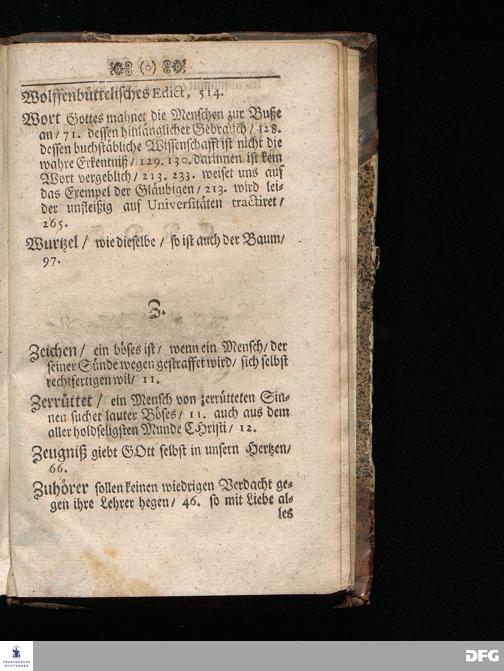 (o)
Wolffenbüttelisches Edict, 514.
Wort Gottes mahnet die Menschen zur Buße
an / 71. dessen hinlänglicher Gebrauch / 128.
dessen buchstäbliche Wissenschafft ist nicht die
wahre Erkentniß / 129. 130. darinnen ist kein
Wort vergeblich / 213. 233. weiset uns auf
das Exempel der Gläubigen / 213. wird lei-
der unfleißig auf Universitäten tractiret /
265.
Wurtzel / wie dieselbe / so ist auch der Baum /
97.
Z.
Zeichen / ein böses ist / wenn ein Mensch / der
seiner Sünde wegen gestraffet wird / sich selbst
rechtfertigen wil / 11.
Zerrüttet / ein Mensch von zerrütteten Sin-
nen suchet lauter Böses / 11. auch aus dem
allerholdseligsten Munde CHristi / 12.
Zeugniß giebt GOtt selbst in unsern Hertzen /
66.
Zuhörer sollen keinen wiedrigen Verdacht ge-
gen ihre Lehrer hegen / 46. so mit Liebe al-
les
FRANCKESCHE
STIFTUNGEN
DFG